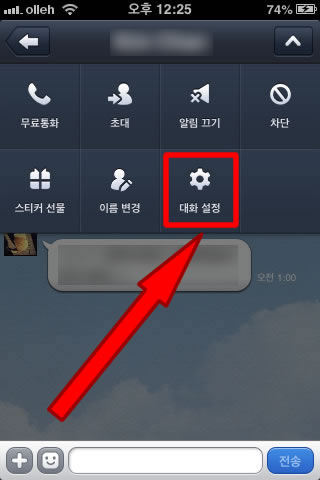 olleh 오후 12:25 74%
무료통화 초대 알림 끄기 차단
스티커 선물 이름 변경 대화 설정
오전 1:00
전송